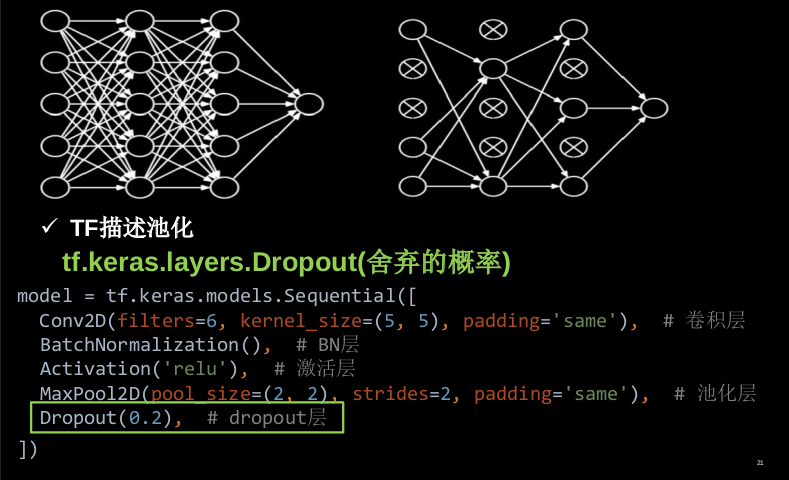 ✓ TF描述池化
tf.keras.layers.Dropout(舍弃的概率)
model = tf.keras.models.Sequential([
Conv2D(filters=6, kernel_size=(5, 5), padding='same'), # 卷积层
BatchNormalization(), # BN层
Activation('relu'), # 激活层
MaxPool2D(pool_size=(2, 2), strides=2, padding='same'), # 池化层
Dropout(0.2), # dropout层
])
21